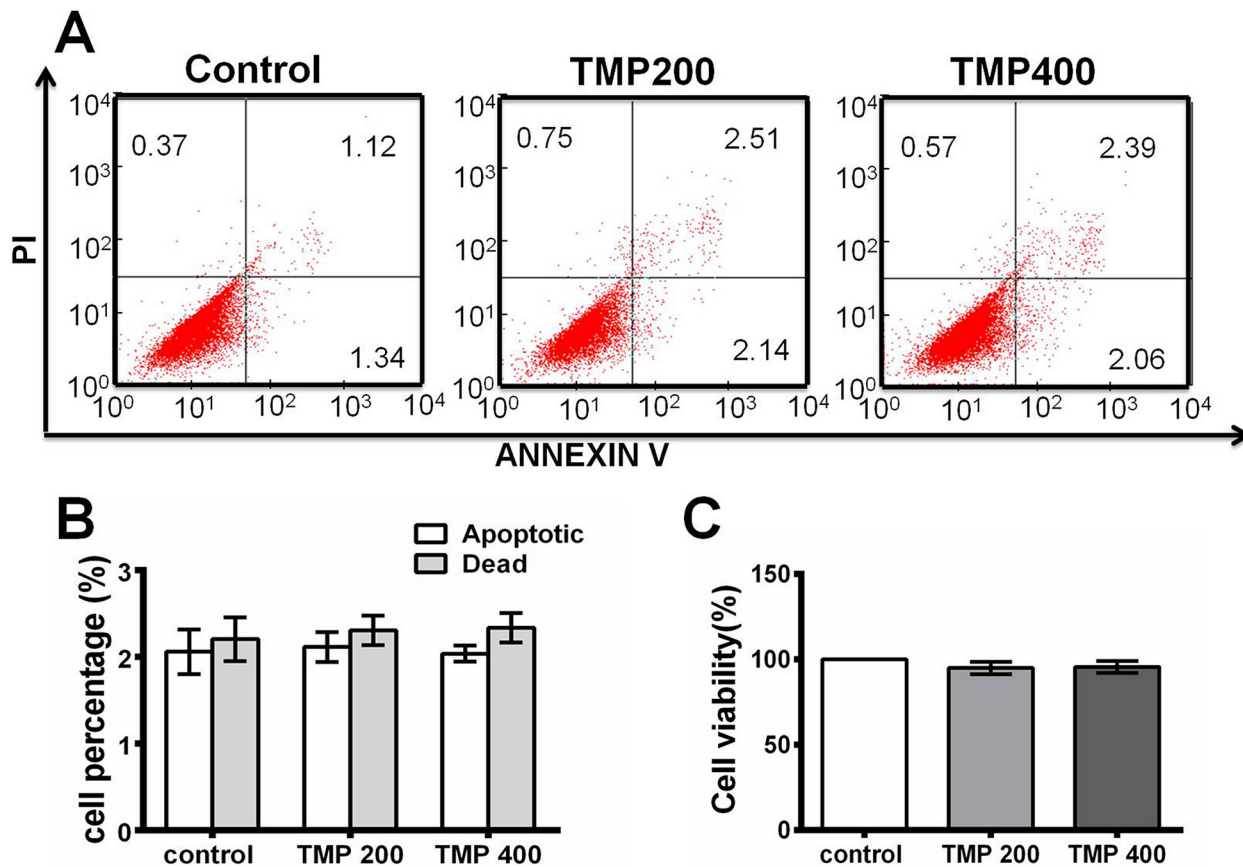 A
Control TMP200 TMP400
10⁴ 10⁴ 10⁴
0.37 1.12 0.75 2.51 0.57 2.39
10³ 10³ 10³
10² 10² 10²
PI
10¹ 10¹ 10¹
1.34 2.14 2.06
10⁰ 10⁰ 10⁰
10⁰ 10¹ 10² 10³ 10⁴ 10⁰ 10¹ 10² 10³ 10⁴ 10⁰ 10¹ 10² 10³ 10⁴
ANNEXIN V
B
Apoptotic
Dead
cell percentage (%)
3
2
1
0
control TMP 200 TMP 400
C
Cell viability(%)
150
100
50
0
control TMP 200 TMP 400